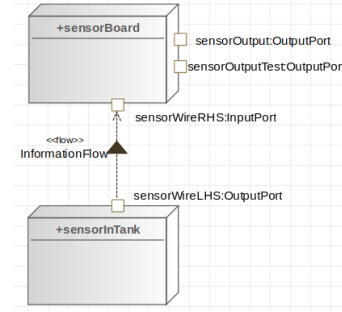 +sensorBoard
sensorOutput:OutputPort
sensorOutputTest:OutputPor
sensorWireRHS:InputPort
<<flow>>
InformationFlow
sensorWireLHS:OutputPort
+sensorInTank